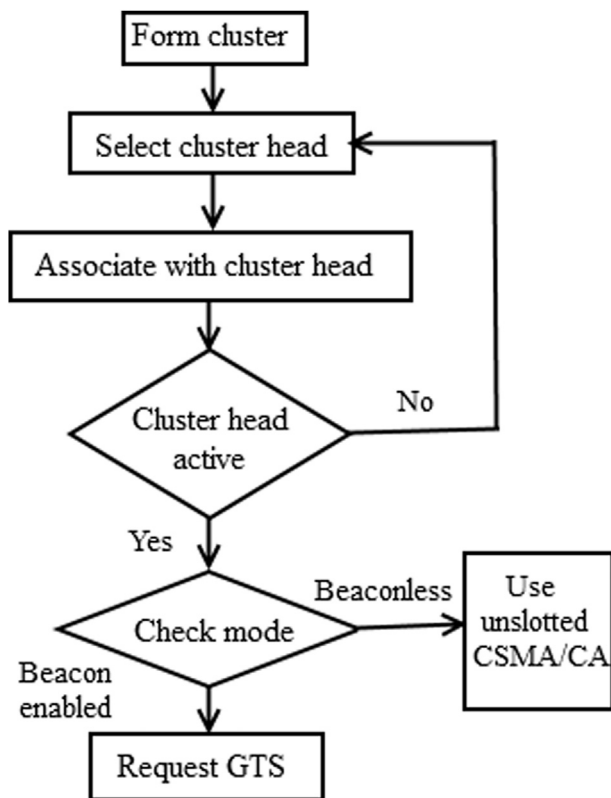 Form cluster
Select cluster head
Associate with cluster head
Cluster head
active
No
Yes
Check mode
Beaconless
Use
unslotted
CSMA/CA
Beacon
enabled
Request GTS